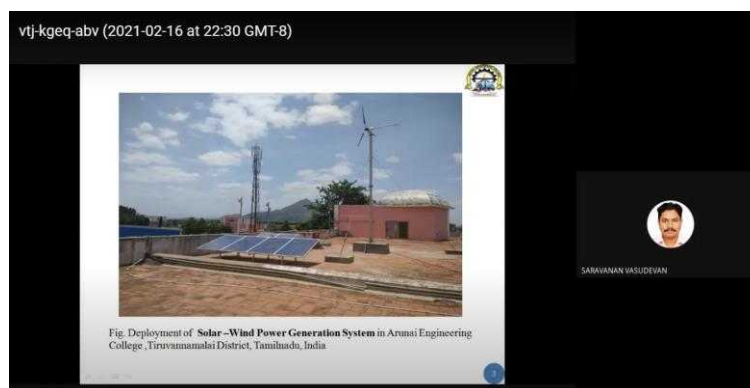 vtj-kgeq-abv (2021-02-16 at 22:30 GMT-8)
Fig. Deployment of Solar –Wind Power Generation System in Arunai Engineering
College ,Tiruvannamalai District, Tamilnadu, India
3
SARAVANAN VASUDEVAN